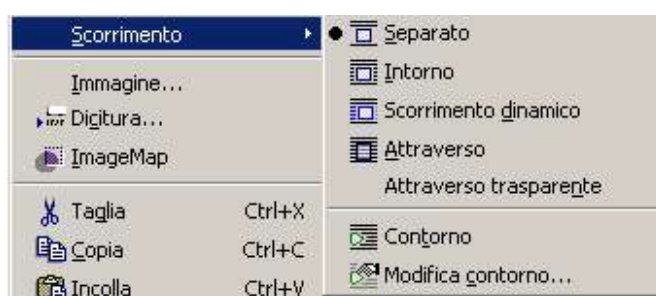 Scorrimento
Immagine...
Digitura...
ImageMap
Taglia Ctrl+X
Copia Ctrl+C
Incolla Ctrl+V
Separato
Intorno
Scorrimento dinamico
Attraverso
Attraverso trasparente
Contorno
Modifica contorno...